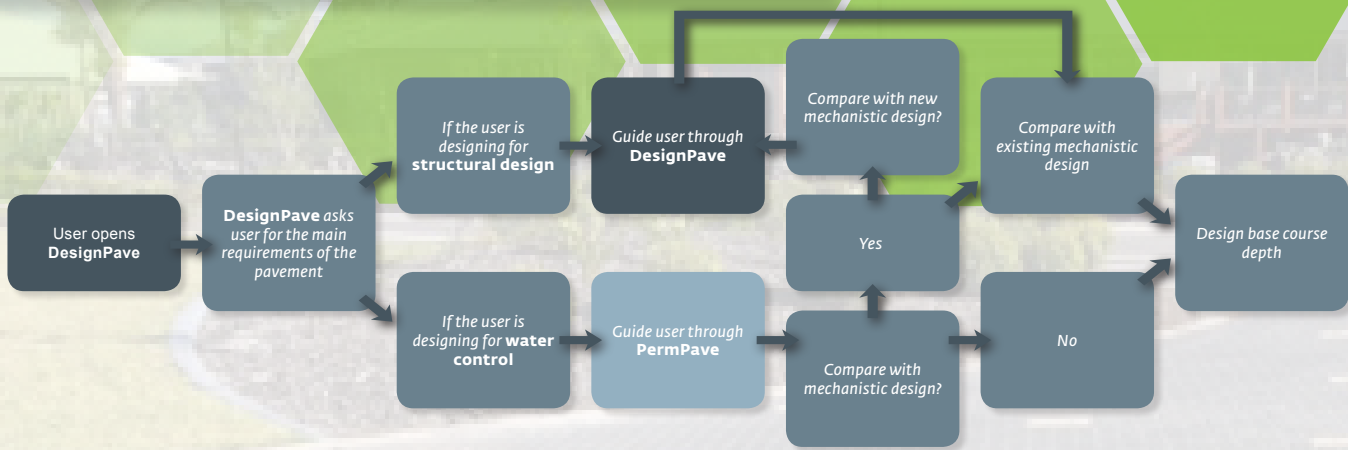 User opens
DesignPave
DesignPave asks
user for the main
requirements of the
pavement
If the user is
designing for
structural design
Guide user through
DesignPave
Compare with new
mechanistic design?
Compare with
existing mechanistic
design
If the user is
designing for water
control
Guide user through
PermPave
Compare with
mechanistic design?
Yes
No
Design base course
depth